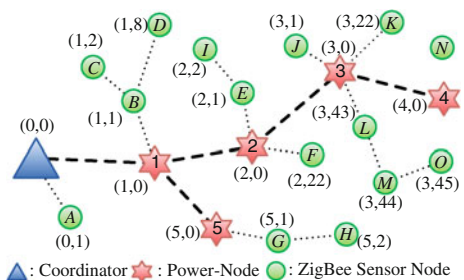 (1,8) D
(3,1) J
(3,22) K
(1,2) C
I
(2,2)
3
(3,0)
N
B
(1,1)
E
(2,1)
(4,0) 4
(0,0)
(3,43) L
1
(1,0)
2
(2,0)
F
(2,22)
M
(3,44)
O
(3,45)
A
(0,1)
(5,0) 5
(5,1)
G
H
(5,2)
: Coordinator : Power-Node : ZigBee Sensor Node